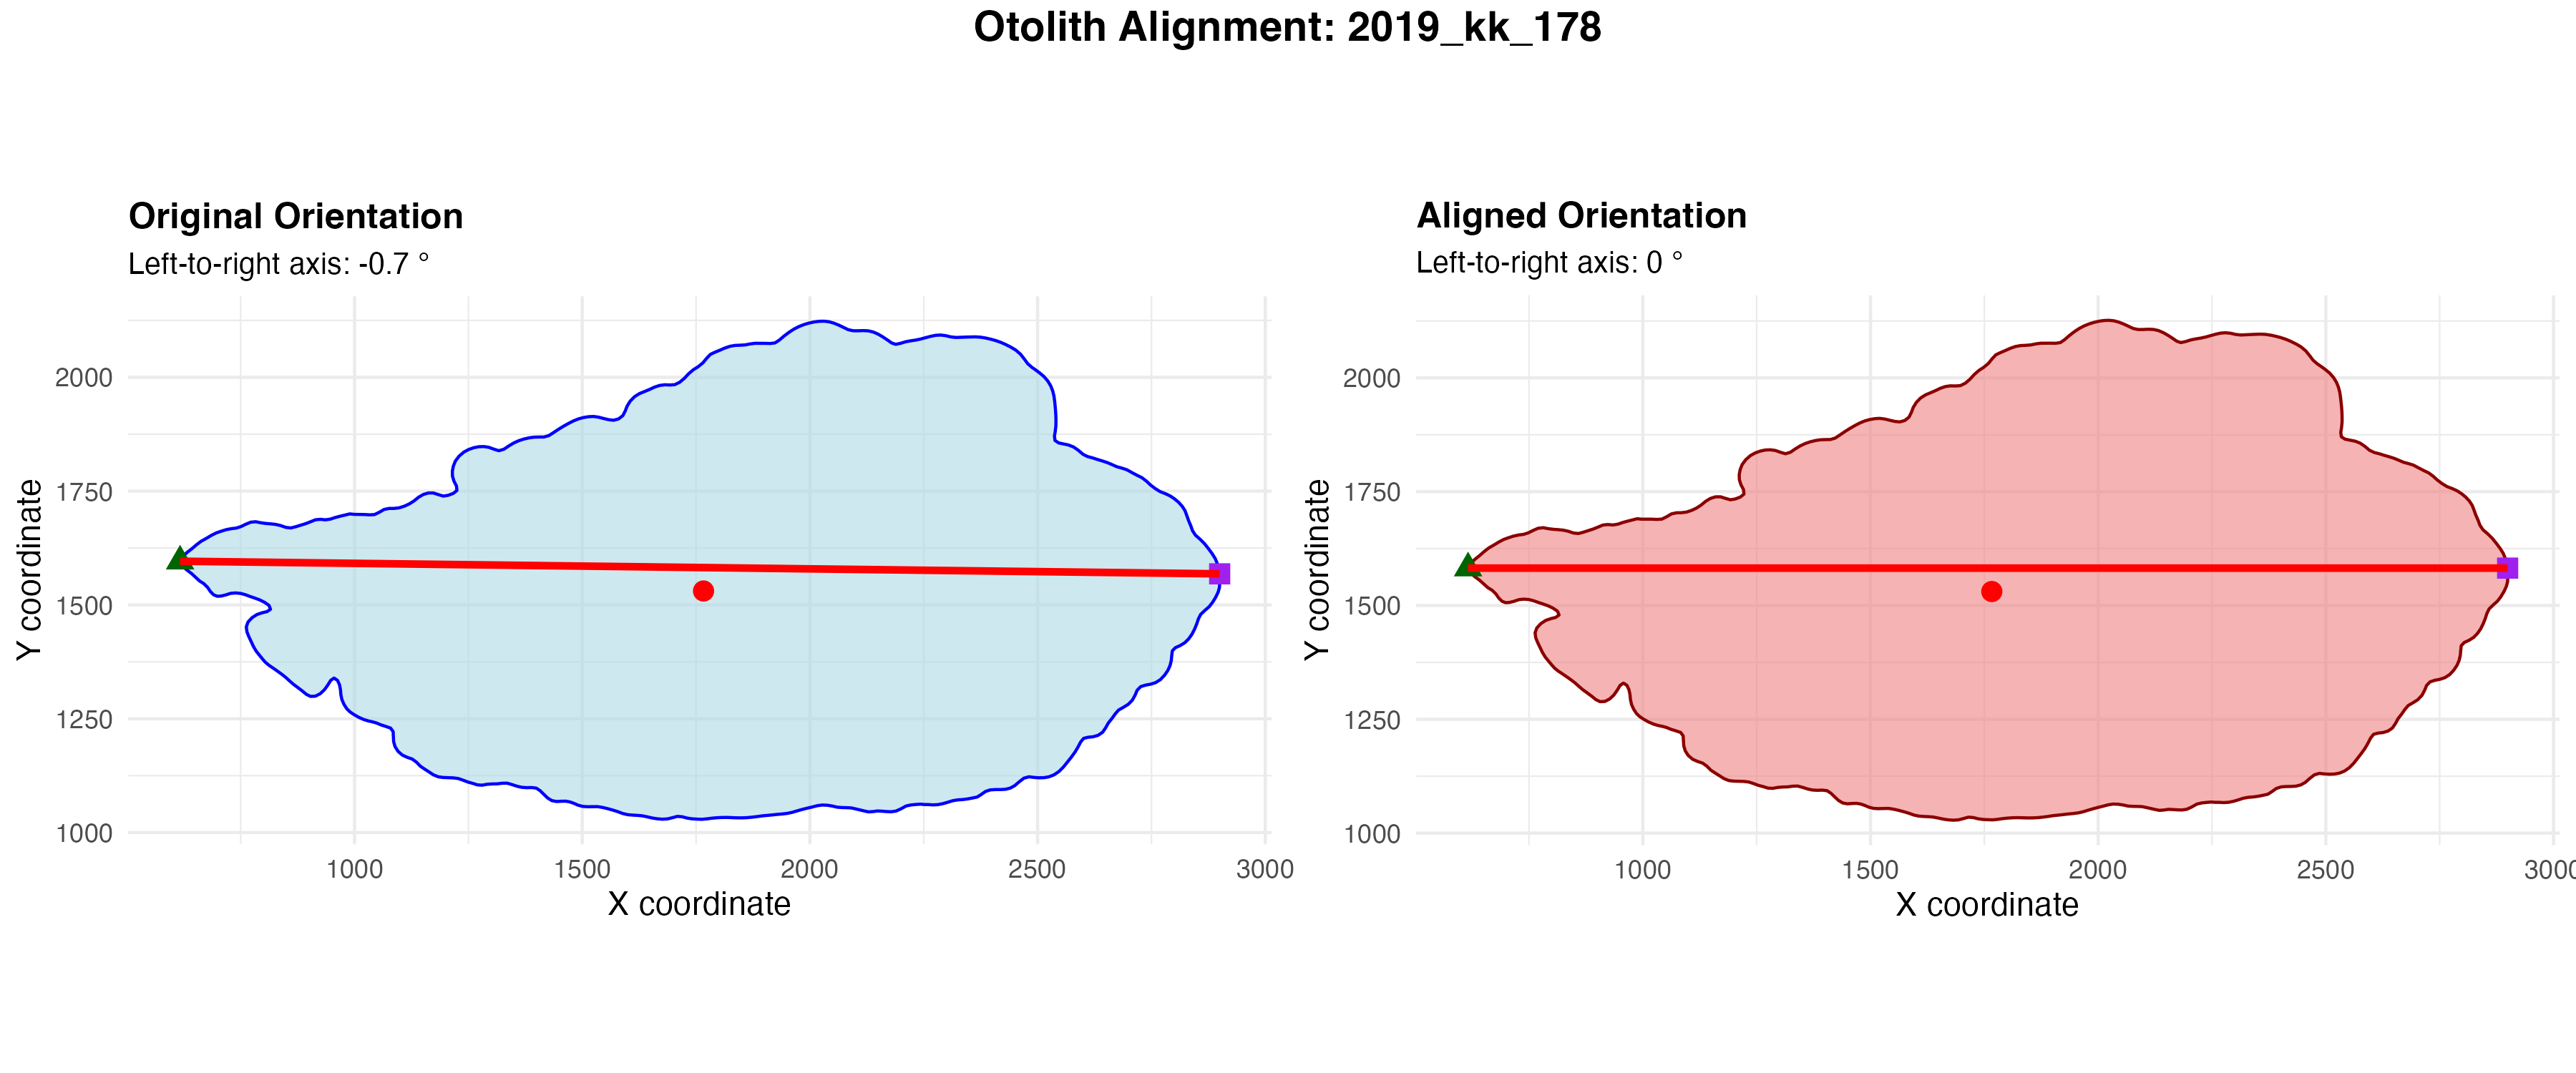 Otolith Alignment: 2019_kk_178
Original Orientation
Left-to-right axis: -0.7 °
2000
1750
1500
1250
1000
Y coordinate
1000 1500 2000 2500 3000
X coordinate
Aligned Orientation
Left-to-right axis: 0 °
2000
1750
1500
1250
1000
Y coordinate
1000 1500 2000 2500 3000
X coordinate